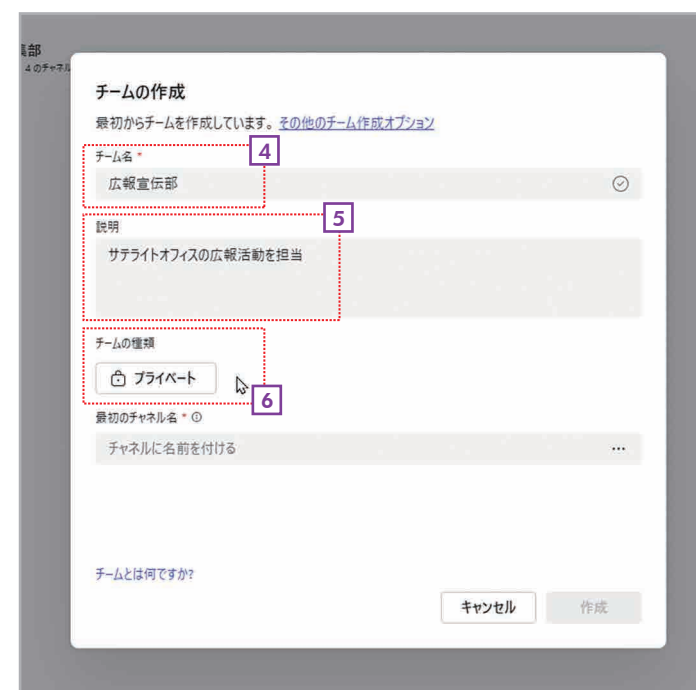 部
4 のチャネル
チームの作成
最初からチームを作成しています。その他のチーム作成オプション
チーム名 *
4
広報宣伝部
説明
5
サテライトオフィスの広報活動を担当
チームの種類
プライベート
6
最初のチャネル名 *
チャネルに名前を付ける
チームとは何ですか?
キャンセル 作成